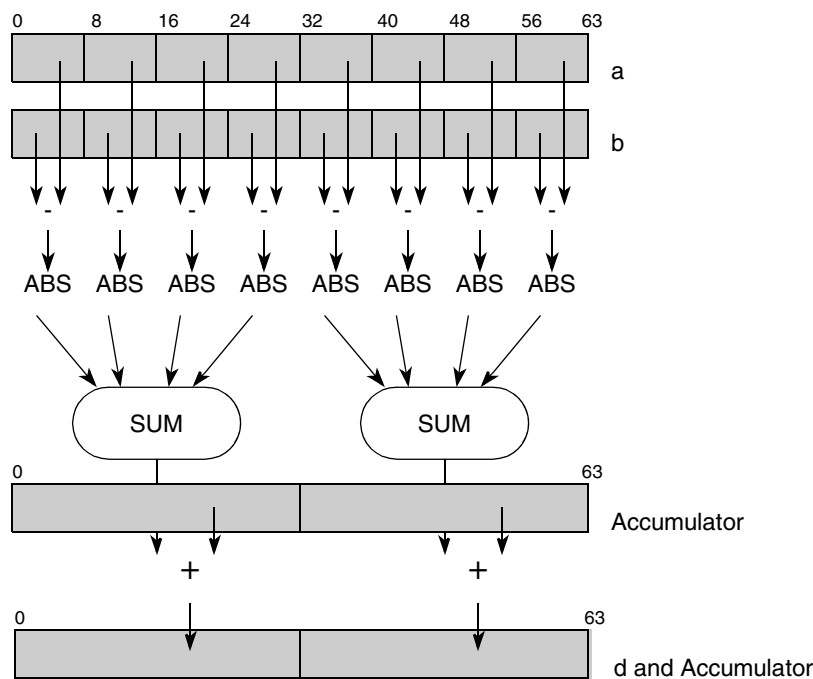 0 8 16 24 32 40 48 56 63
a
b
- - - - - - - -
ABS ABS ABS ABS ABS ABS ABS ABS
SUM SUM
0 63
Accumulator
+ +
0 63
d and Accumulator